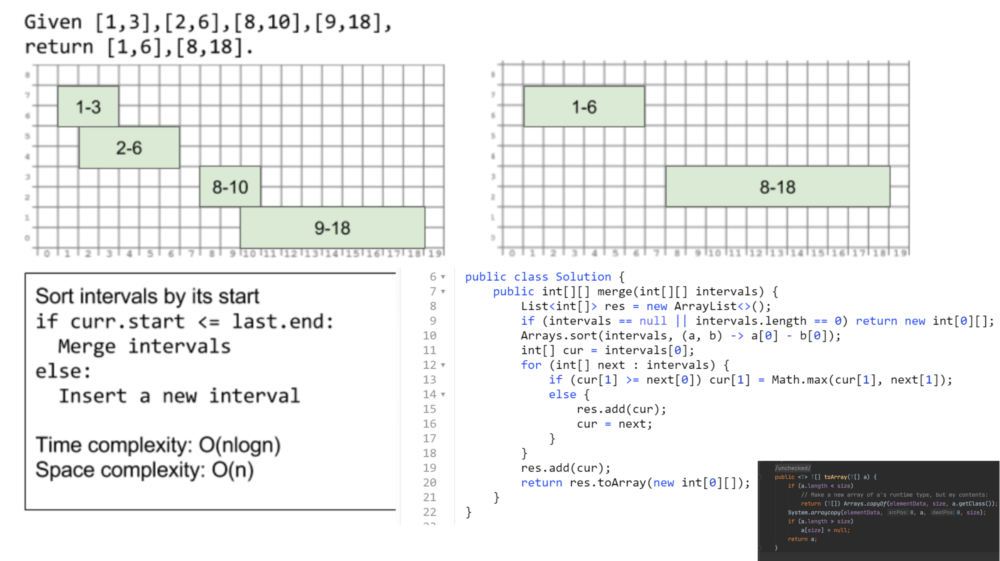 Given [1,3],[2,6],[8,10],[9,18],
return [1,6],[8,18].
8
7
1-3
6
5
2-6
4
3
8-10
2
1
9-18
0
0 1 2 3 4 5 6 7 8 9 10 11 12 13 14 15 16 17 18 19
8
7
1-6
6
5
4
3
8-18
2
1
0
0 1 2 3 4 5 6 7 8 9 10 11 12 13 14 15 16 17 18 19
Sort intervals by its start
if curr.start <= last.end:
Merge intervals
else:
Insert a new interval
Time complexity: O(nlogn)
Space complexity: O(n)
6 public class Solution {
7 public int[][] merge(int[][] intervals) {
8 List<int[]> res = new ArrayList<>();
9 if (intervals == null || intervals.length == 0) return new int[0][];
10 Arrays.sort(intervals, (a, b) -> a[0] - b[0]);
11 int[] cur = intervals[0];
12 for (int[] next : intervals) {
13 if (cur[1] >= next[0]) cur[1] = Math.max(cur[1], next[1]);
14 else {
15 res.add(cur);
16 cur = next;
17 }
18 }
19 res.add(cur);
20 return res.toArray(new int[0][]);
21 }
22 }
/unchecked/
public <T> T[] toArray(T[] a) {
if (a.length < size)
// Make a new array of a's runtime type, but my contents:
return (T[]) Arrays.copyOf(elementData, size, a.getClass());
System.arraycopy(elementData, srcPos: 0, a, destPos: 0, size);
if (a.length > size)
a[size] = null;
return a;
}